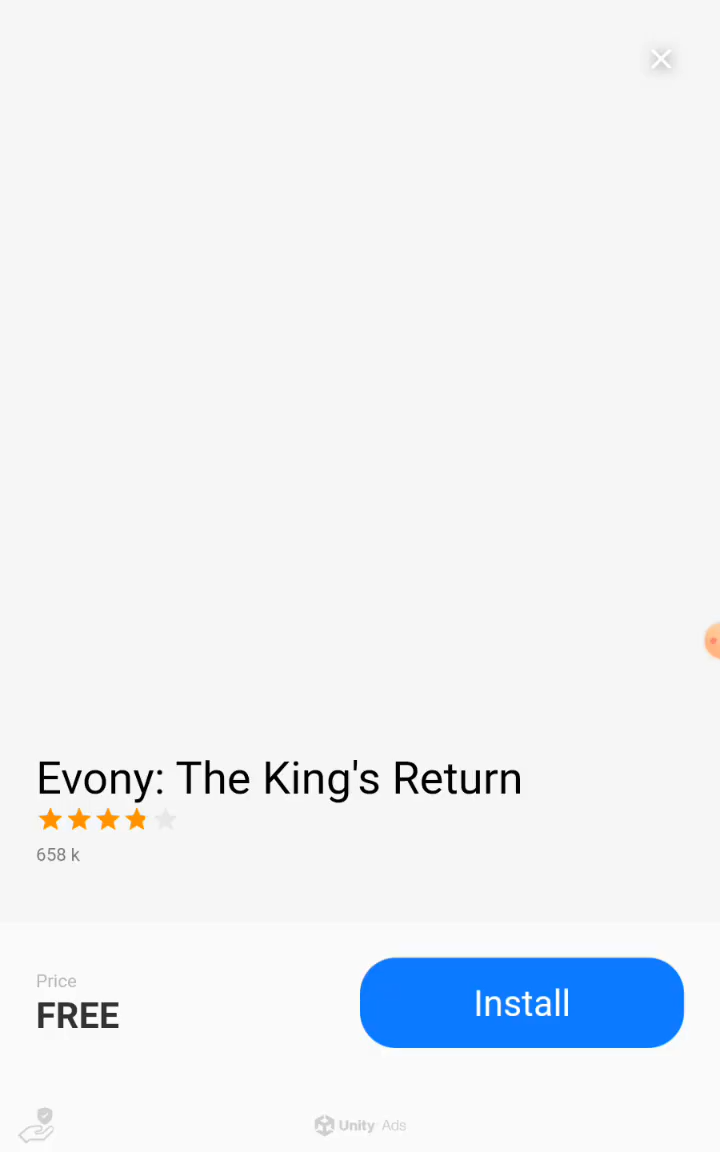 Evony: The King's Return
658 k
Price
FREE
Install
Unity Ads